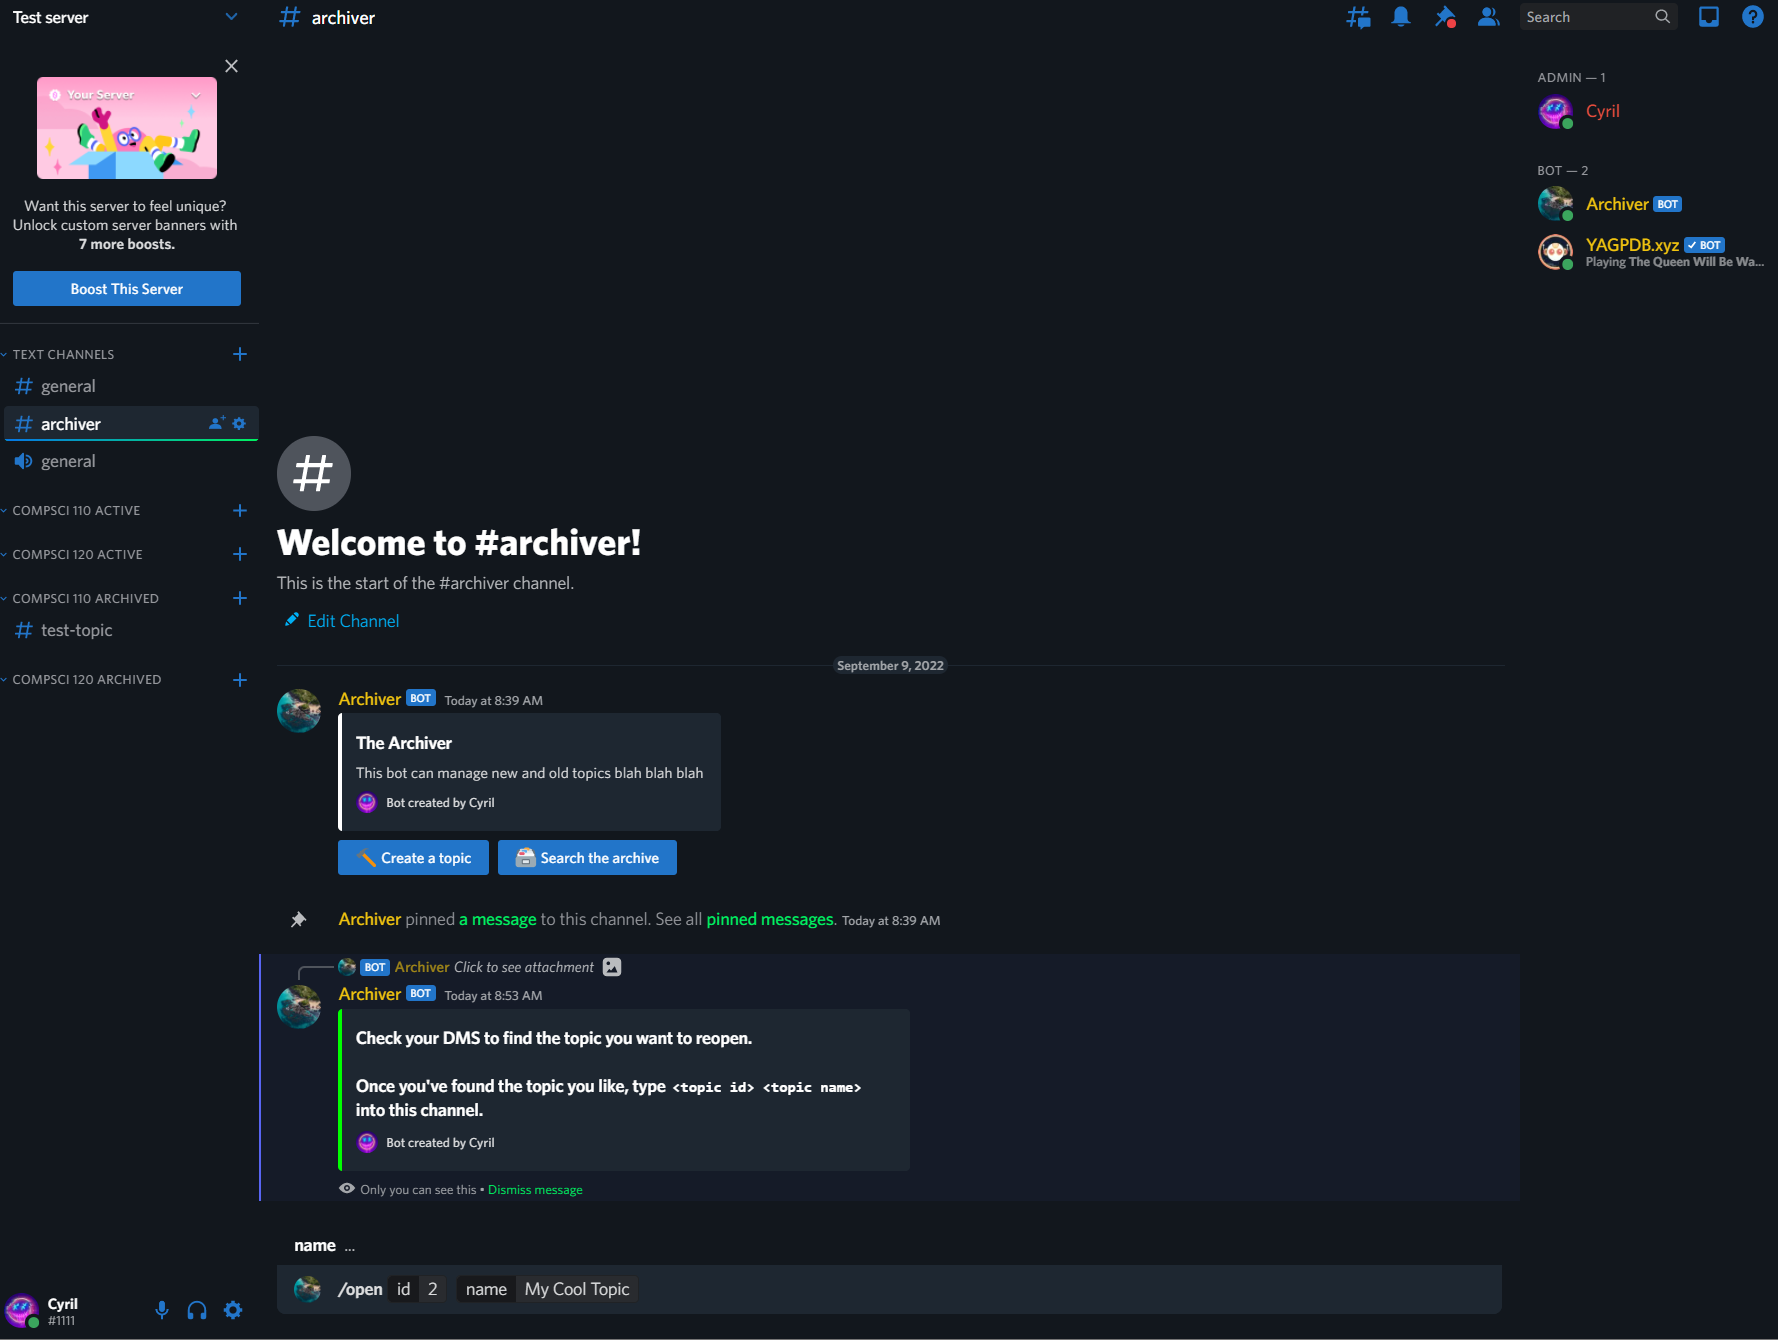 Test server
Your Server
Want this server to feel unique?
Unlock custom server banners with
7 more boosts.
Boost This Server
TEXT CHANNELS
general
archiver
general
COMPSCI 110 ACTIVE
COMPSCI 120 ACTIVE
COMPSCI 110 ARCHIVED
test-topic
COMPSCI 120 ARCHIVED
Cyril
#1111
# archiver
Search
#
Welcome to #archiver!
This is the start of the #archiver channel.
Edit Channel
September 9, 2022
Archiver BOT Today at 8:39 AM
The Archiver
This bot can manage new and old topics blah blah blah
Bot created by Cyril
Create a topic
Search the archive
Archiver pinned a message to this channel. See all pinned messages. Today at 8:39 AM
BOT Archiver Click to see attachment
Archiver BOT Today at 8:53 AM
Check your DMS to find the topic you want to reopen.
Once you've found the topic you like, type <topic id> <topic name>
into this channel.
Bot created by Cyril
Only you can see this • Dismiss message
name ...
/open id 2 name My Cool Topic
ADMIN — 1
Cyril
BOT — 2
Archiver BOT
YAGPDB.xyz BOT
Playing The Queen Will Be Wa...